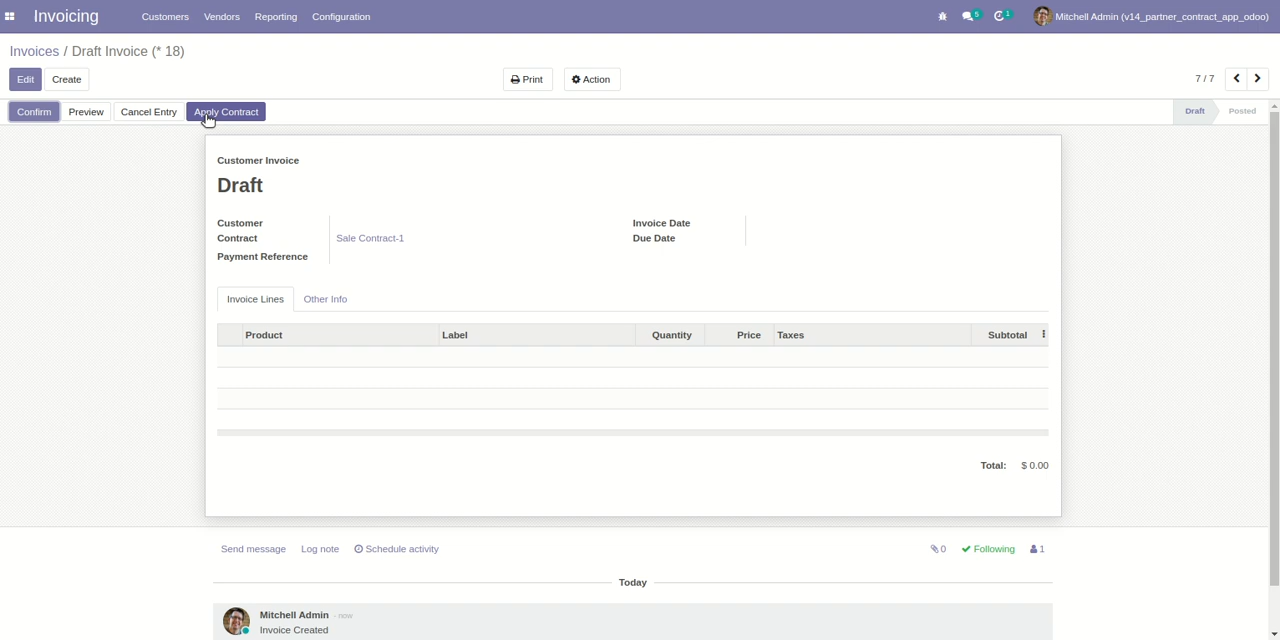 Invoicing Customers Vendors Reporting Configuration 5 1 Mitchell Admin (v14_partner_contract_app_odoo)
Invoices / Draft Invoice (* 18)
Edit Create Print Action 7 / 7
Confirm Preview Cancel Entry Apply Contract Draft Posted
Customer Invoice
Draft
Customer Invoice Date
Contract Sale Contract-1 Due Date
Payment Reference
Invoice Lines Other Info
Product Label Quantity Price Taxes Subtotal
Total: $ 0.00
Send message Log note Schedule activity 0 Following 1
Today
Mitchell Admin - now
Invoice Created